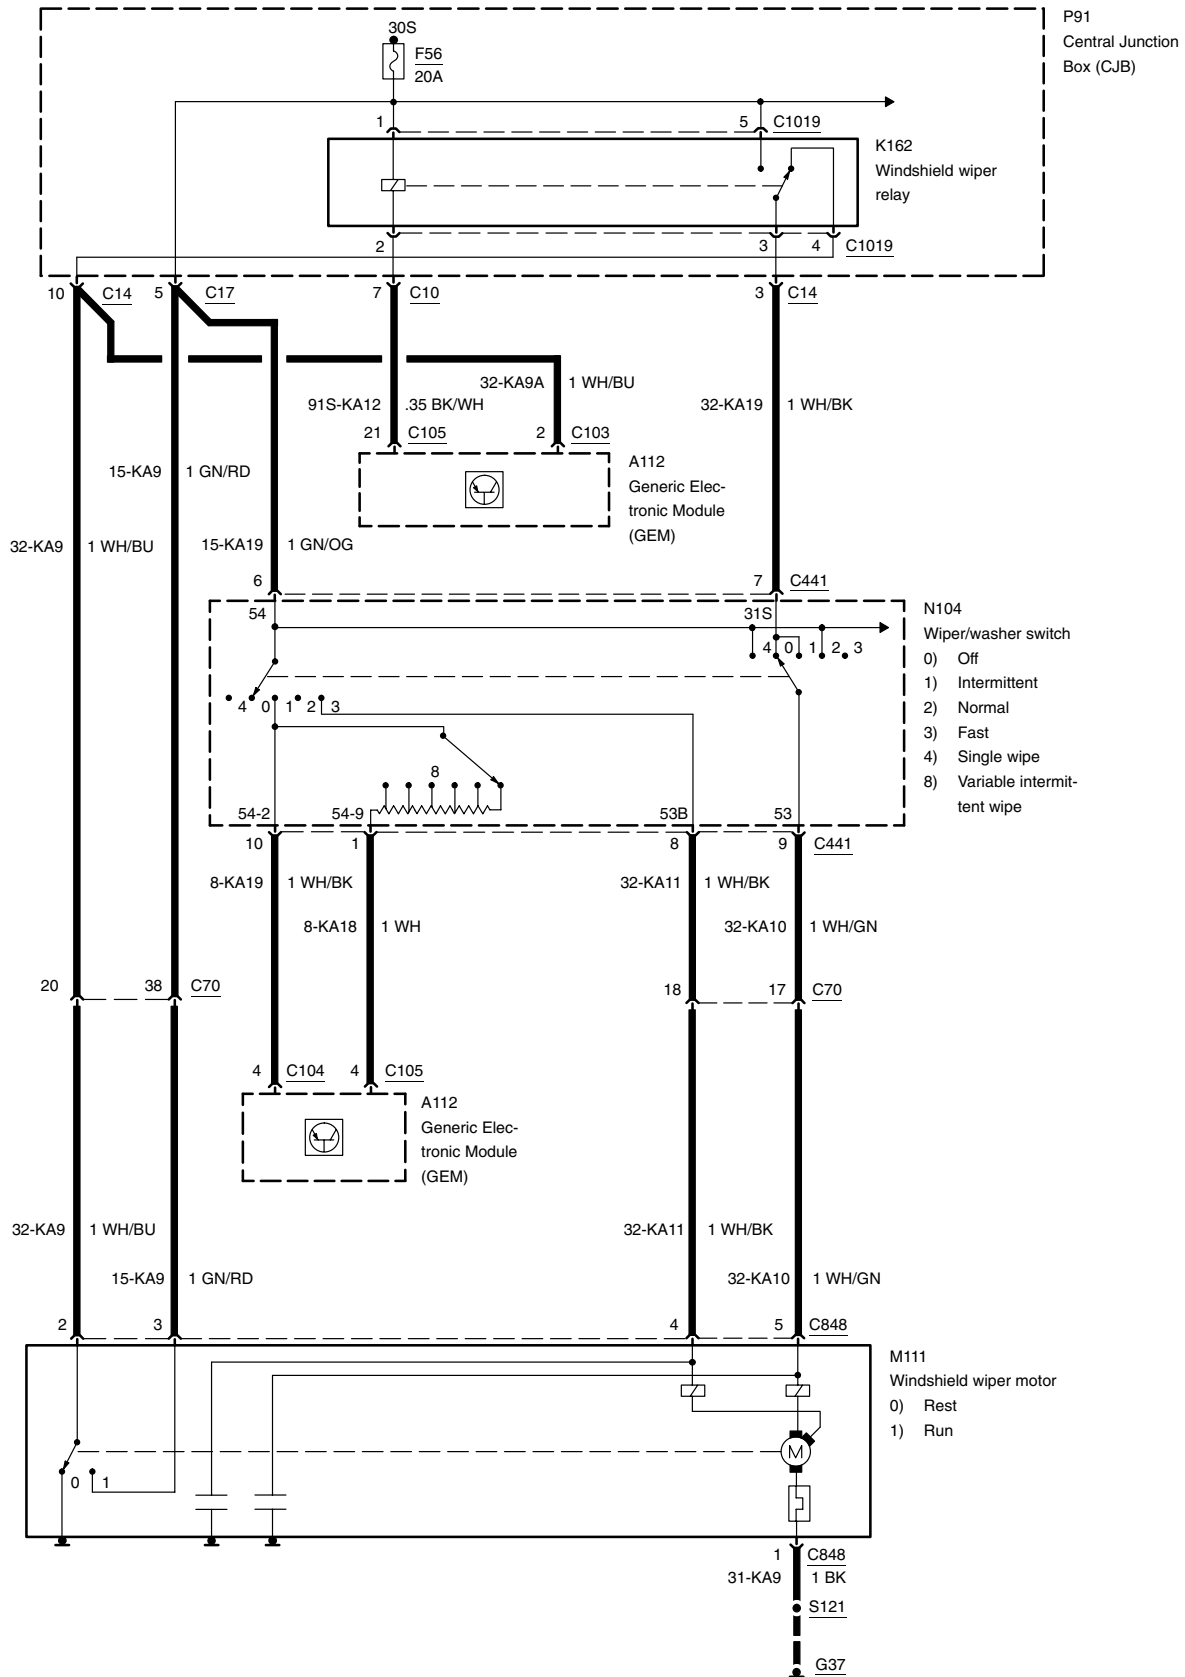 30S
F56
20A
P91
Central Junction
Box (CJB)
1
5
C1019
K162
Windshield wiper
relay
2
3
4
C1019
10
C14
5
C17
7
C10
3
C14
32-KA9A
1 WH/BU
91S-KA12
.35 BK/WH
32-KA19
1 WH/BK
21
C105
2
C103
15-KA9
1 GN/RD
A112
Generic Elec-
tronic Module
(GEM)
32-KA9
1 WH/BU
15-KA19
1 GN/OG
6
7
C441
54
31S
4 0 1 2 3
N104
Wiper/washer switch
0) Off
1) Intermittent
2) Normal
3) Fast
4) Single wipe
8) Variable intermit-
tent wipe
4 0 1 2 3
8
54-2
54-9
53B
53
10
1
8
9
C441
8-KA19
1 WH/BK
32-KA11
1 WH/BK
8-KA18
1 WH
32-KA10
1 WH/GN
20
38
C70
18
17
C70
4
C104
4
C105
A112
Generic Elec-
tronic Module
(GEM)
32-KA9
1 WH/BU
32-KA11
1 WH/BK
15-KA9
1 GN/RD
32-KA10
1 WH/GN
2
3
4
5
C848
M111
Windshield wiper motor
0) Rest
1) Run
M
0
1
1
C848
31-KA9
1 BK
S121
G37